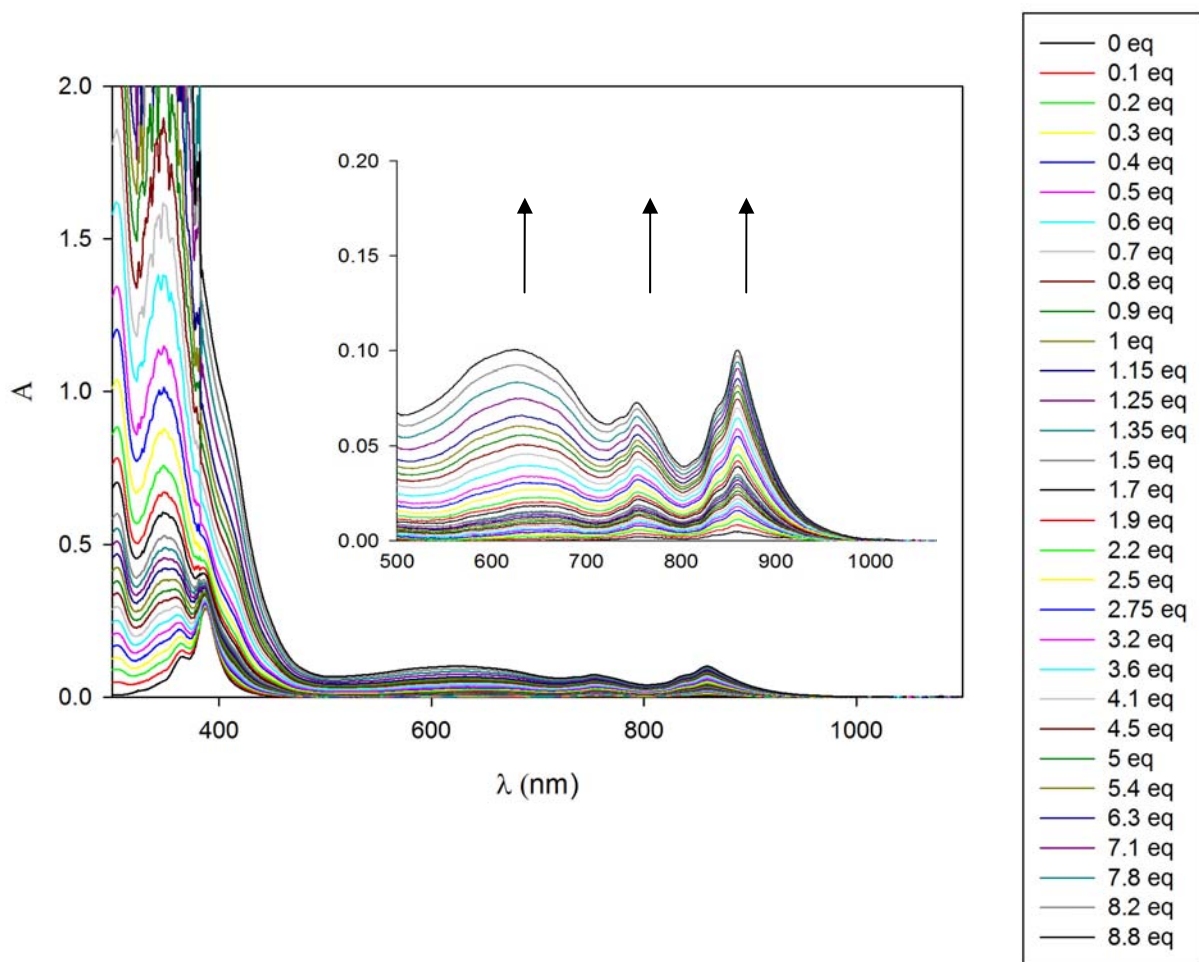 2.0
1.5
1.0
0.5
0.0
A
400 600 800 1000
λ (nm)
0.20
0.15
0.10
0.05
0.00
500 600 700 800 900 1000
0 eq
0.1 eq
0.2 eq
0.3 eq
0.4 eq
0.5 eq
0.6 eq
0.7 eq
0.8 eq
0.9 eq
1 eq
1.15 eq
1.25 eq
1.35 eq
1.5 eq
1.7 eq
1.9 eq
2.2 eq
2.5 eq
2.75 eq
3.2 eq
3.6 eq
4.1 eq
4.5 eq
5 eq
5.4 eq
6.3 eq
7.1 eq
7.8 eq
8.2 eq
8.8 eq